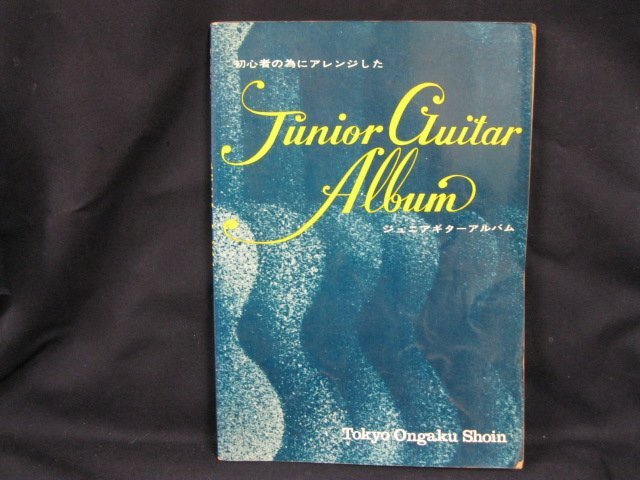 初心者の為にアレンジした
Junior Guitar
Album
ジュニアギターアルバム
Tokyo Ongaku Shoin